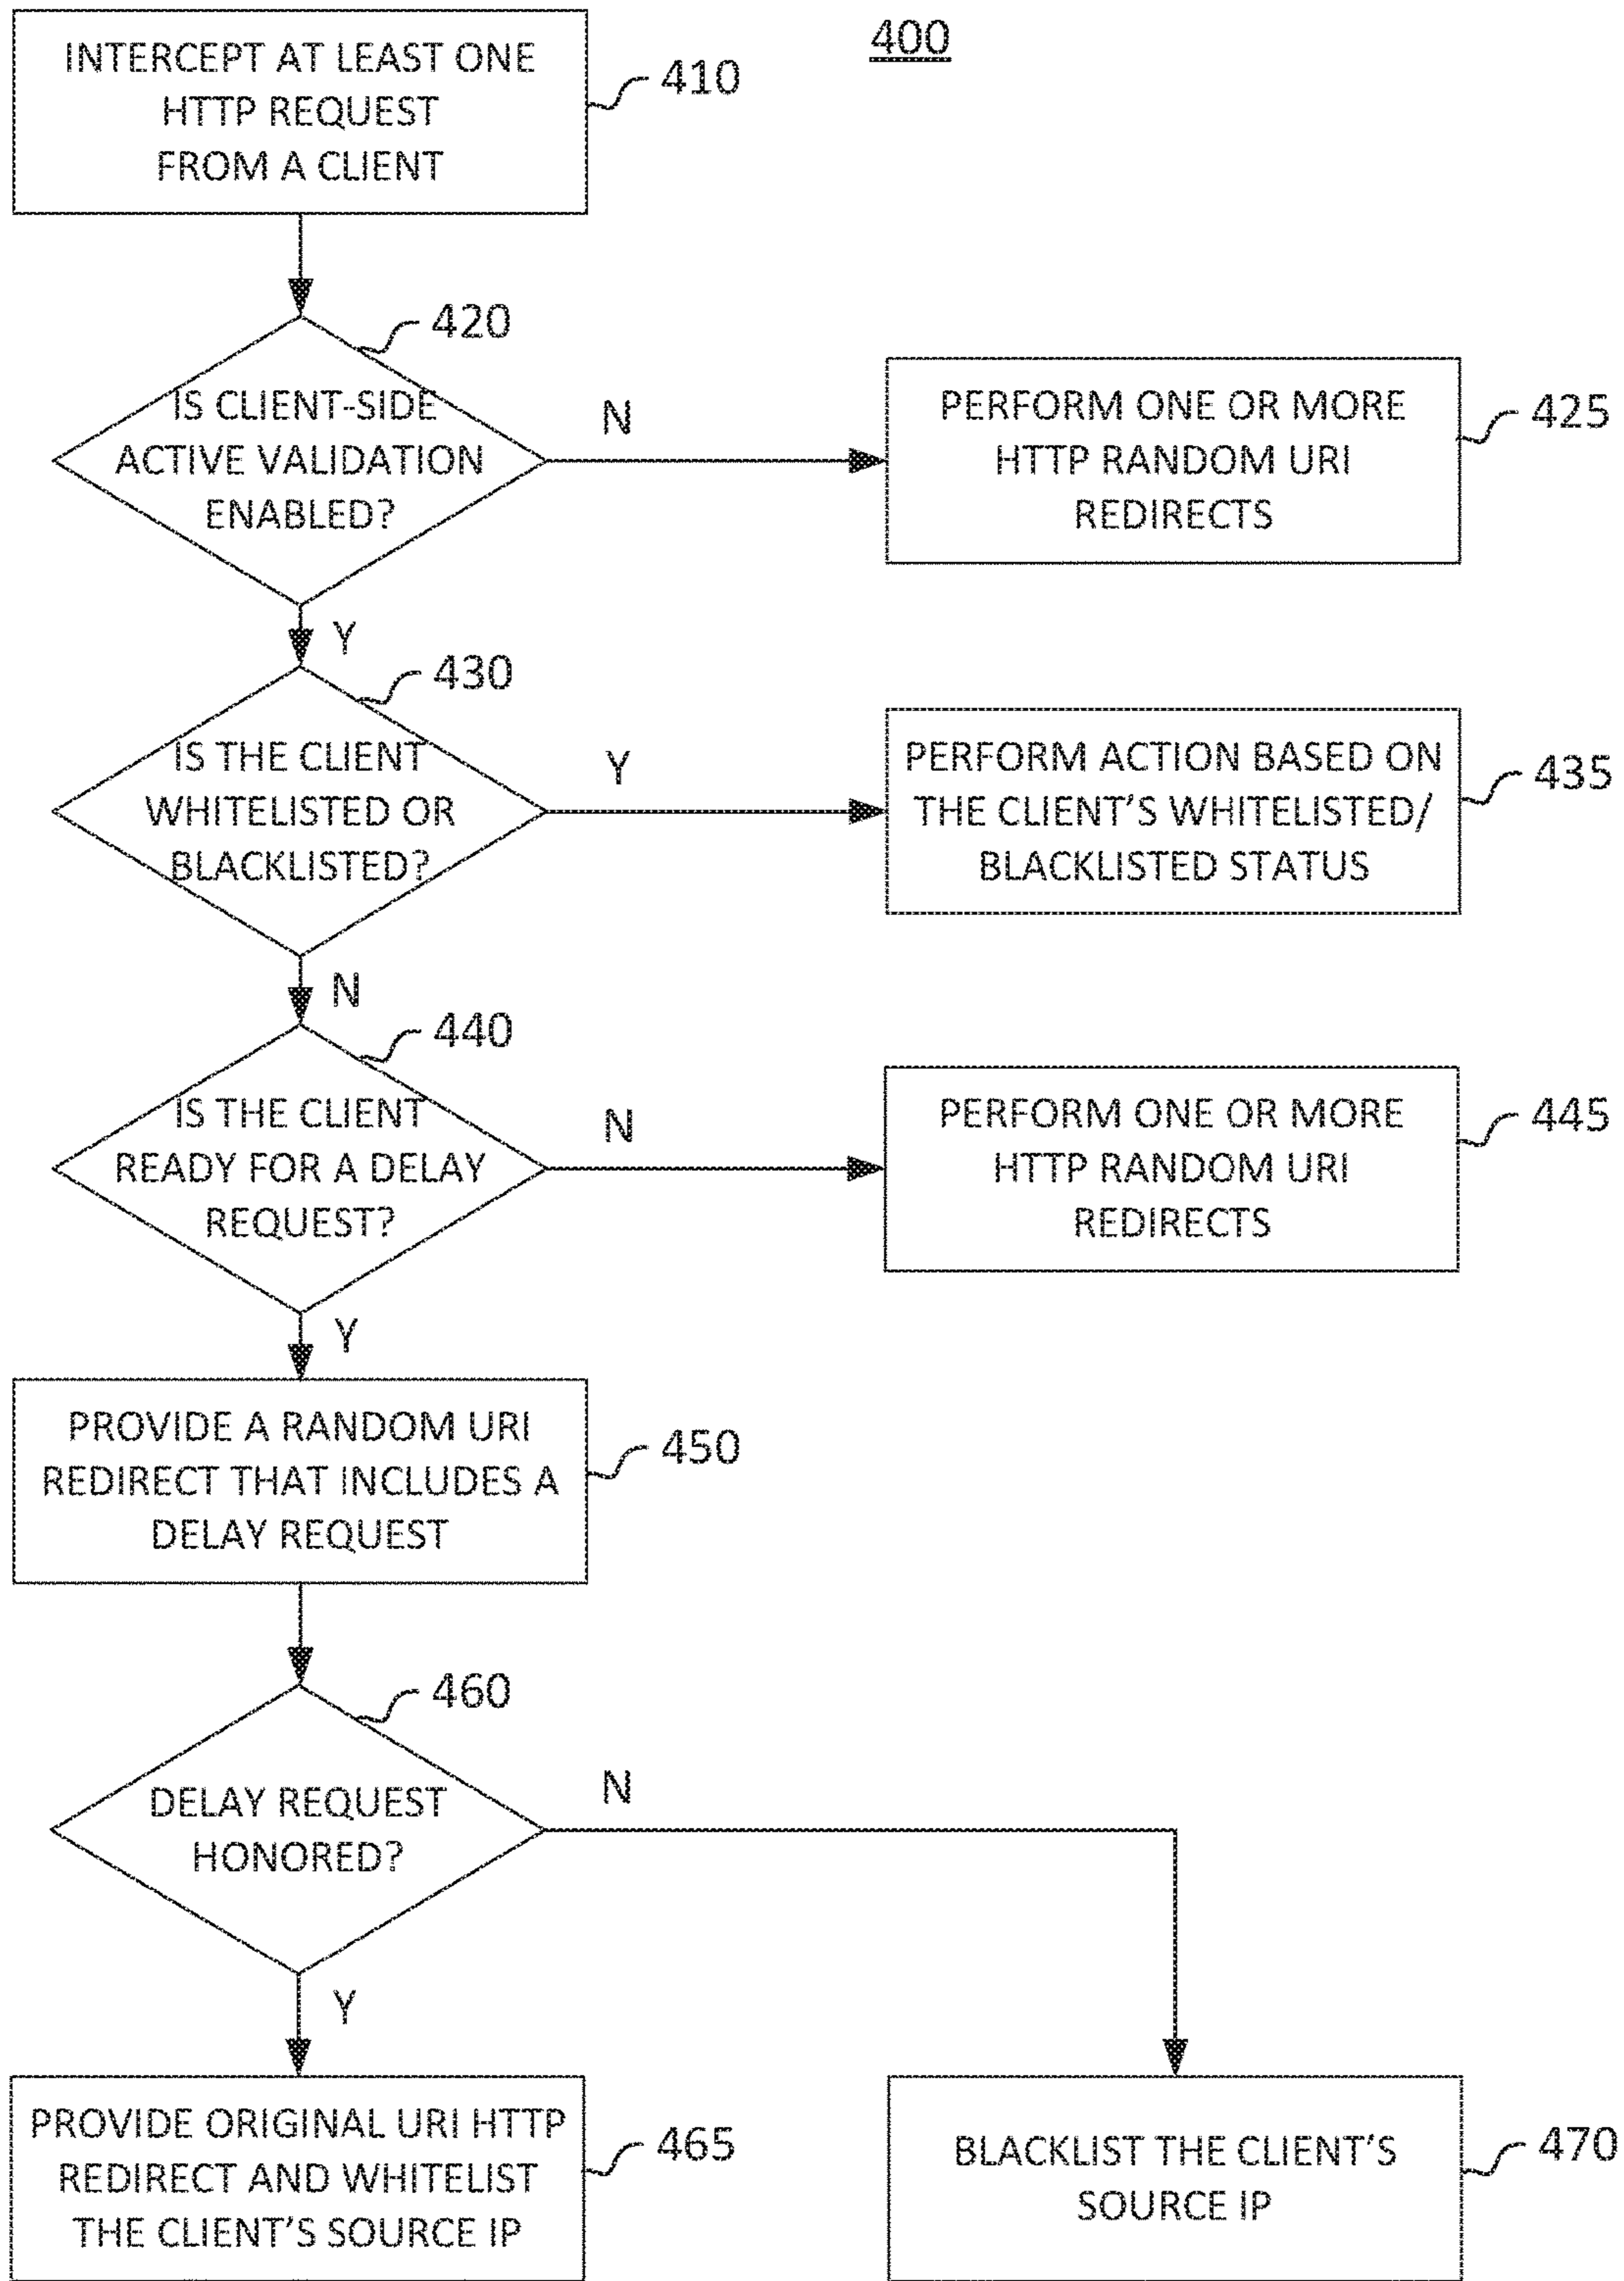 400
INTERCEPT AT LEAST ONE
HTTP REQUEST
FROM A CLIENT
410
420
IS CLIENT-SIDE
ACTIVE VALIDATION
ENABLED?
N
PERFORM ONE OR MORE
HTTP RANDOM URI
REDIRECTS
425
Y
430
IS THE CLIENT
WHITELISTED OR
BLACKLISTED?
Y
PERFORM ACTION BASED ON
THE CLIENT'S WHITELISTED/
BLACKLISTED STATUS
435
N
440
IS THE CLIENT
READY FOR A DELAY
REQUEST?
N
PERFORM ONE OR MORE
HTTP RANDOM URI
REDIRECTS
445
Y
PROVIDE A RANDOM URI
REDIRECT THAT INCLUDES A
DELAY REQUEST
450
460
DELAY REQUEST
HONORED?
N
Y
PROVIDE ORIGINAL URI HTTP
REDIRECT AND WHITELIST
THE CLIENT'S SOURCE IP
465
BLACKLIST THE CLIENT'S
SOURCE IP
470